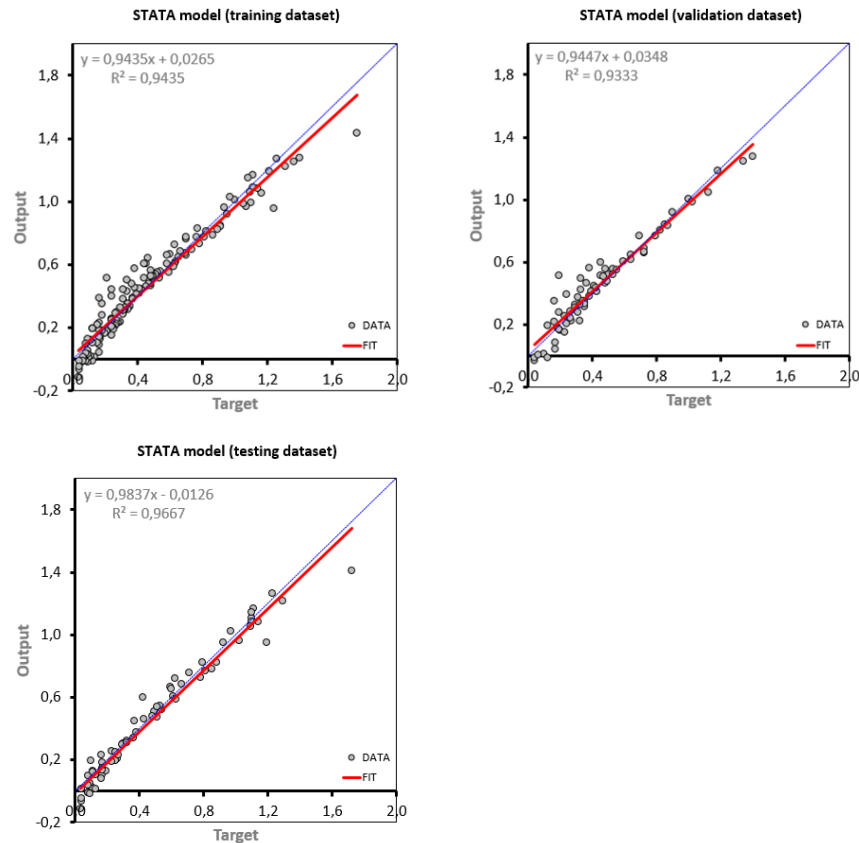 STATA model (training dataset)
y = 0,9435x + 0,0265
R² = 0,9435
1,8
1,4
1,0
0,6
0,2
-0,2
Output
0,0
0,4
0,8
1,2
1,6
2,0
Target
DATA
FIT
STATA model (validation dataset)
y = 0,9447x + 0,0348
R² = 0,9333
1,8
1,4
1,0
0,6
0,2
-0,2
Output
0,0
0,4
0,8
1,2
1,6
2,0
Target
DATA
FIT
STATA model (testing dataset)
y = 0,9837x - 0,0126
R² = 0,9667
1,8
1,4
1,0
0,6
0,2
-0,2
Output
0,0
0,4
0,8
1,2
1,6
2,0
Target
DATA
FIT